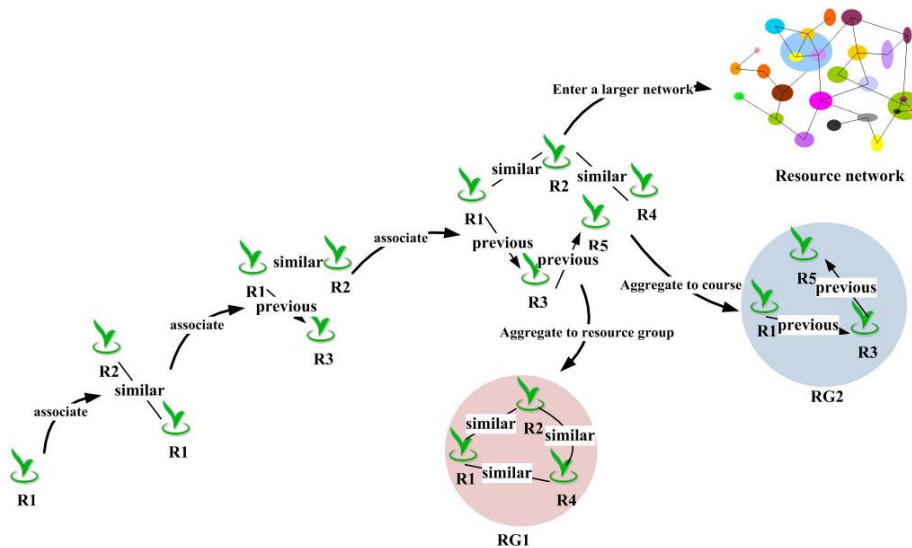 Enter a larger network
Resource network
similar
R2
similar
R1
R4
previous
R5
previous
R3
associate
similar
R1
R2
previous
R3
associate
R2
similar
R1
associate
R1
Aggregate to course
Aggregate to resource group
R5
previous
R1
previous
R3
RG2
R2
similar
similar
R1
similar
R4
RG1